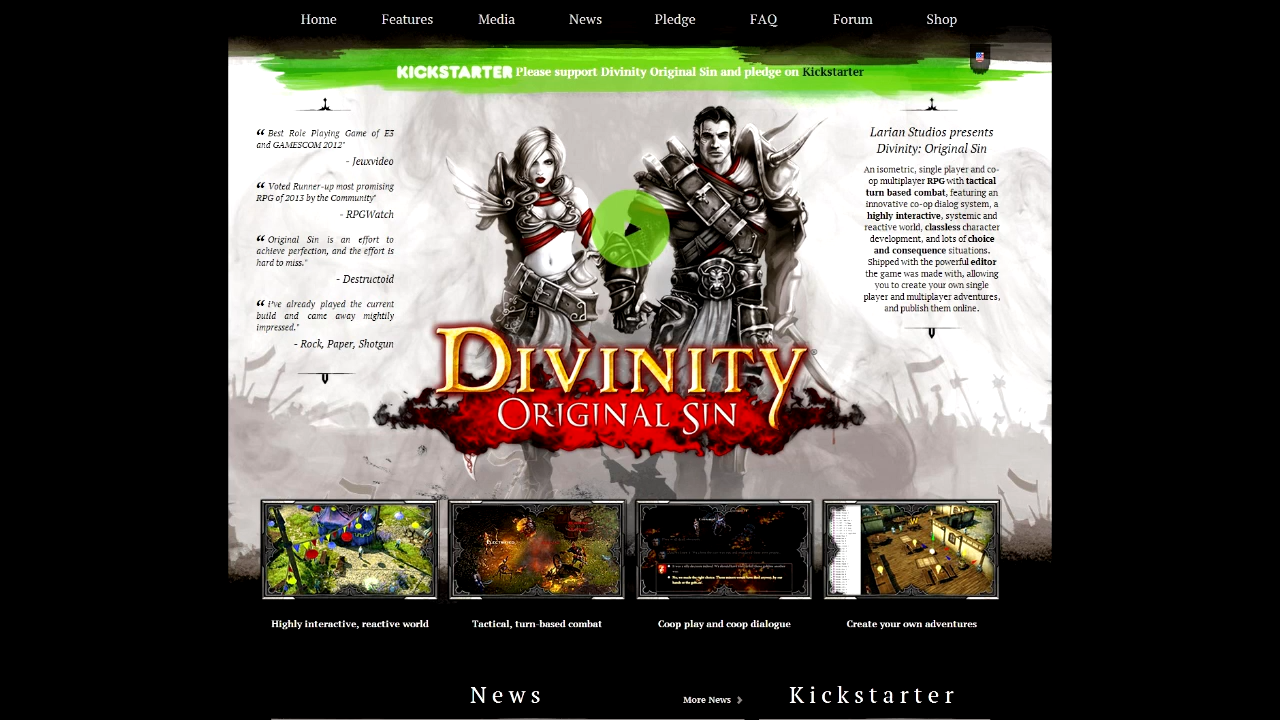 Home Features Media News Pledge FAQ Forum Shop
KICKSTARTER Please support Divinity Original Sin and pledge on Kickstarter
“ Best Role Playing Game of E3
and GAMESCOM 2012"
- Jeuxvideo
“ Voted Runner-up most promising
RPG of 2013 by the Community"
- RPGWatch
“ Original Sin is an effort to
achieve perfection, and the effort is
hard to miss."
- Destructoid
“ I've already played the current
build and came away mightily
impressed."
- Rock, Paper, Shotgun
Larian Studios presents
Divinity: Original Sin
An isometric, single player and co-
op multiplayer RPG with tactical
turn based combat, featuring an
innovative co-op dialog system, a
highly interactive, systemic and
reactive world, classless character
development, and lots of choice
and consequence situations.
Shipped with the powerful editor
the game was made with, allowing
you to create your own single
player and multiplayer adventures,
and publish them online.
DIVINITY
ORIGINAL SIN
Highly interactive, reactive world
Tactical, turn-based combat
Coop play and coop dialogue
Create your own adventures
News
More News
Kickstarter